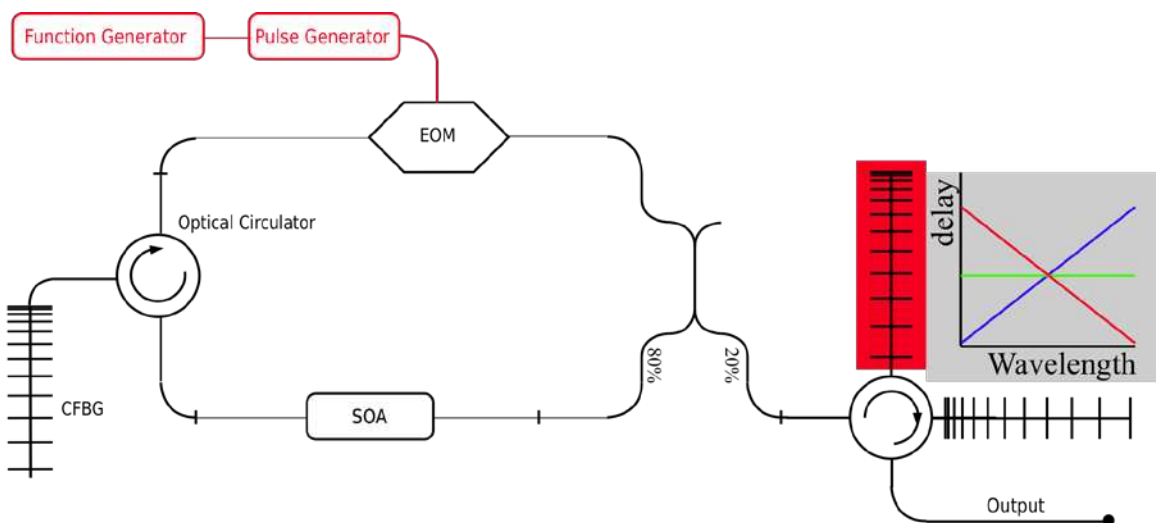 Function Generator
Pulse Generator
EOM
Optical Circulator
delay
Wavelength
80%
20%
CFBG
SOA
Output